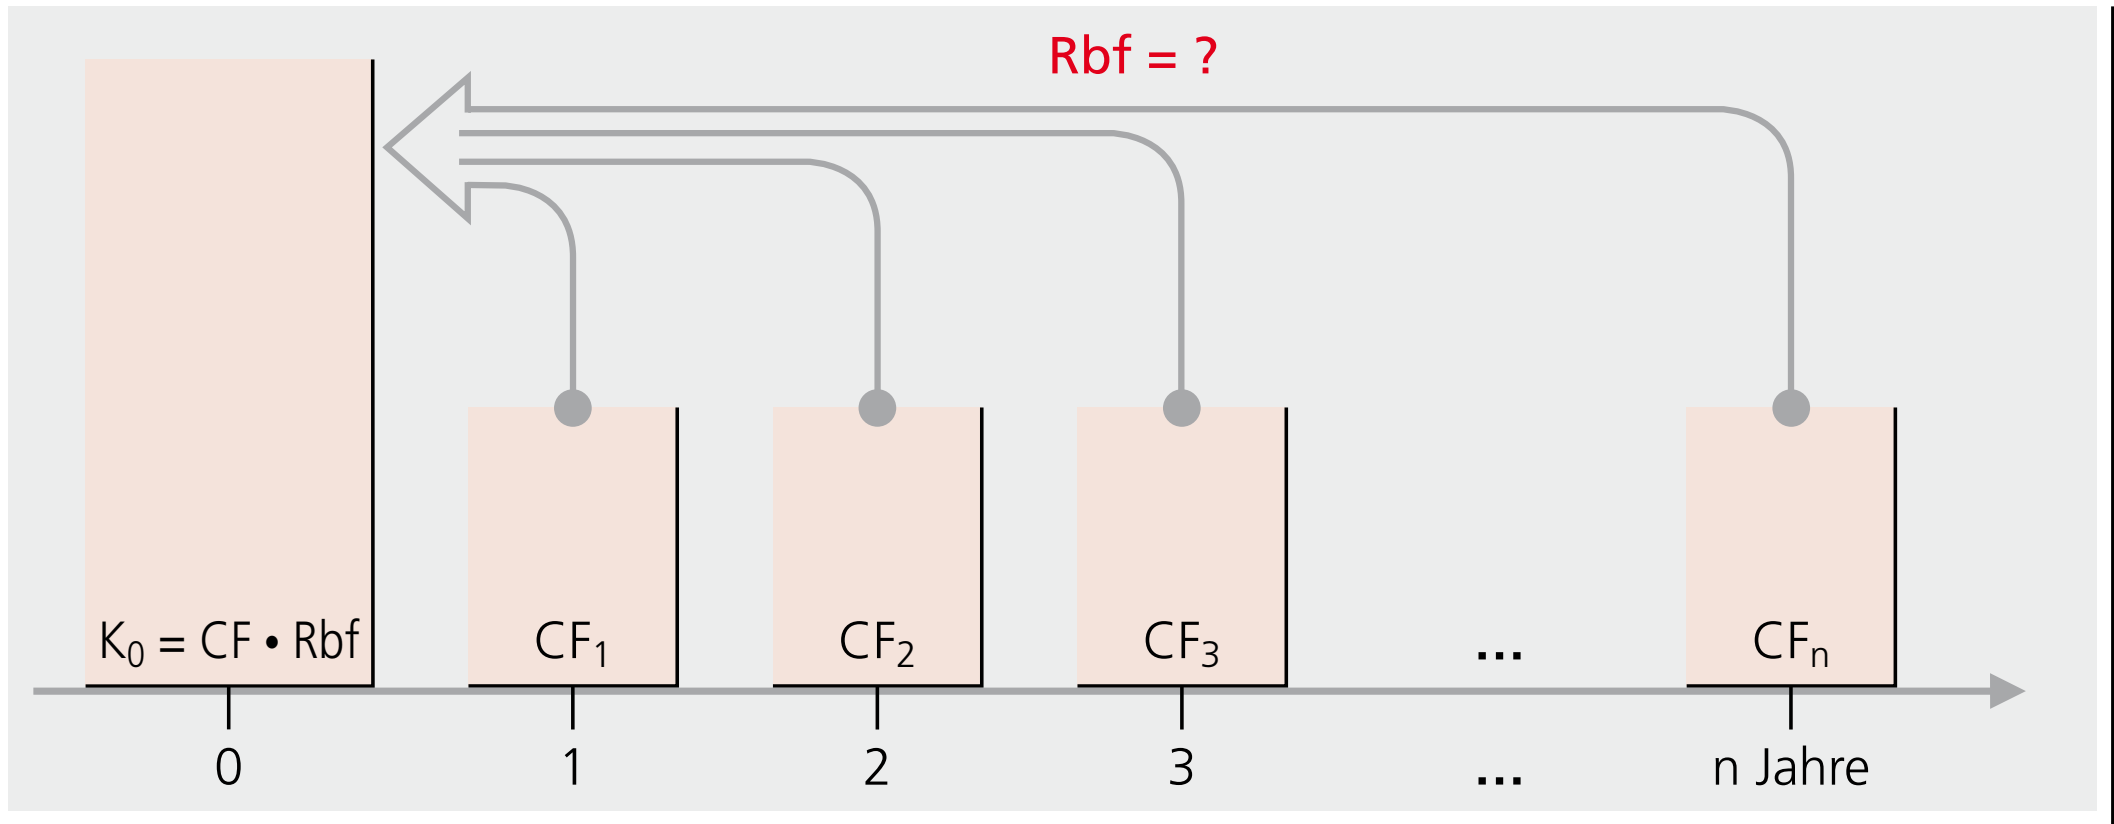 Rbf = ?
K₀ = CF • Rbf
CF₁
CF₂
CF₃
...
CFₙ
0
1
2
3
...
n Jahre